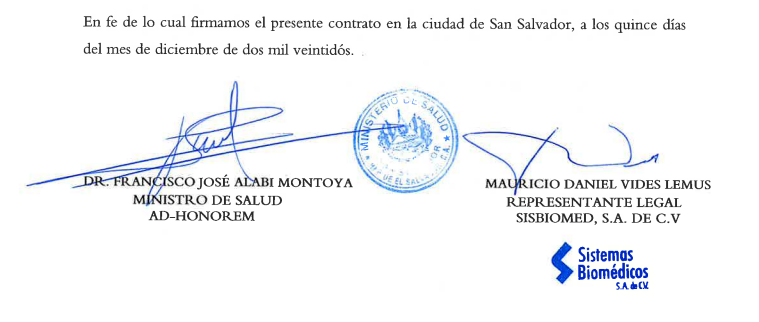 En fe de lo cual firmamos el presente contrato en la ciudad de San Salvador, a los quince días
del mes de diciembre de dos mil veintidós.
MINISTERIO DE SALUD
DR. FRANCISCO JOSÉ ALABI MONTOYA
MINISTRO DE SALUD
AD-HONOREM
MAURICIO DANIEL VIDES LEMUS
REPRESENTANTE LEGAL
SISBIOMED, S.A. DE C.V
Sistemas
Biomédicos
S.A. de C.V.